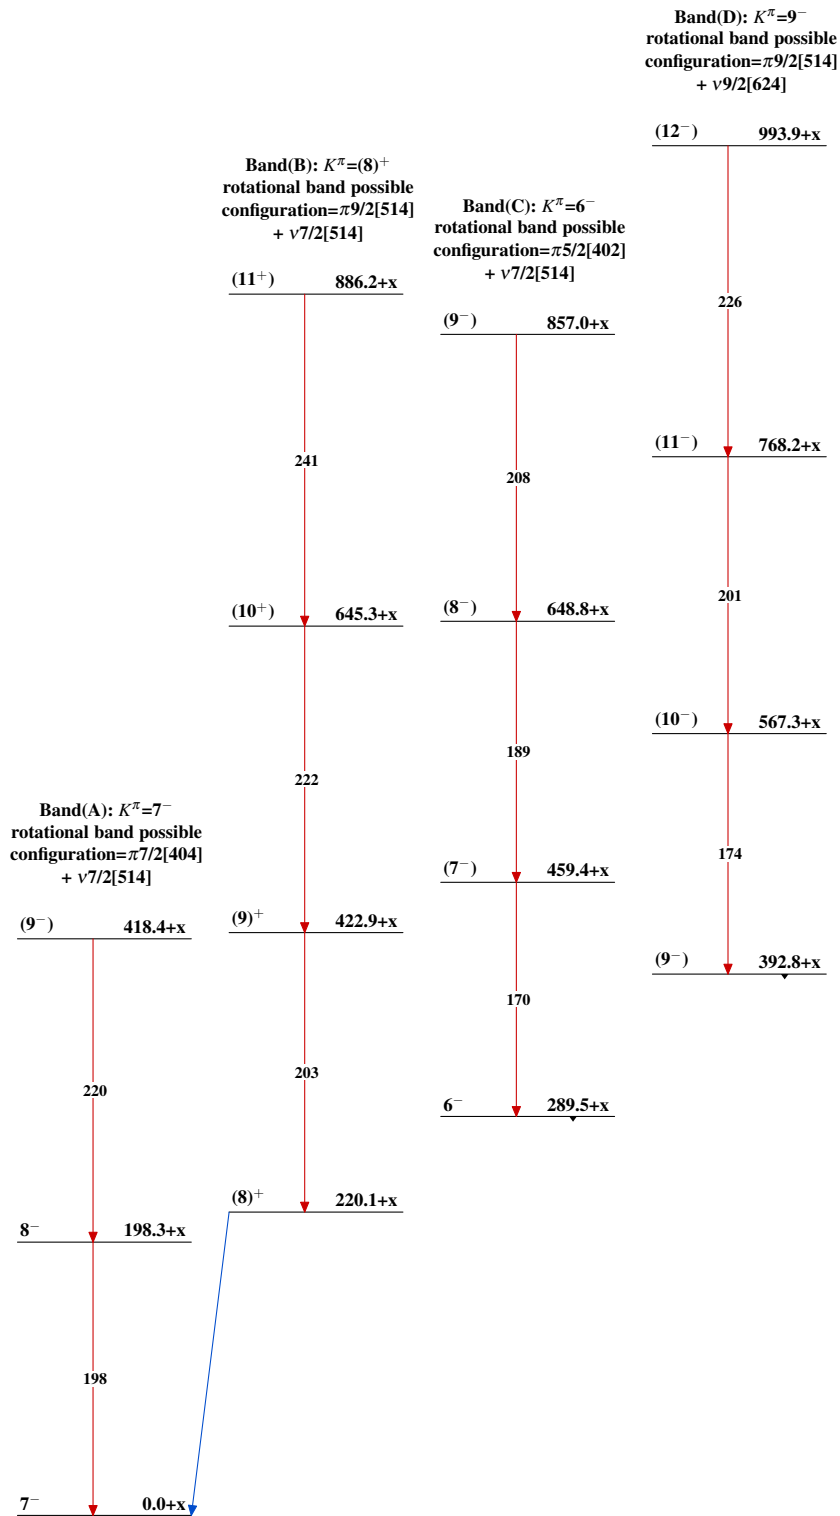 Band(A): K^π=7⁻
rotational band possible
configuration=π7/2[404]
+ ν7/2[514]
(9⁻) 418.4+x
220
8⁻ 198.3+x
198
7⁻ 0.0+x
Band(B): K^π=(8)⁺
rotational band possible
configuration=π9/2[514]
+ ν7/2[514]
(11⁺) 886.2+x
241
(10⁺) 645.3+x
222
(9)⁺ 422.9+x
203
(8)⁺ 220.1+x
Band(C): K^π=6⁻
rotational band possible
configuration=π5/2[402]
+ ν7/2[514]
(9⁻) 857.0+x
208
(8⁻) 648.8+x
189
(7⁻) 459.4+x
170
6⁻ 289.5+x
Band(D): K^π=9⁻
rotational band possible
configuration=π9/2[514]
+ ν9/2[624]
(12⁻) 993.9+x
226
(11⁻) 768.2+x
201
(10⁻) 567.3+x
174
(9⁻) 392.8+x